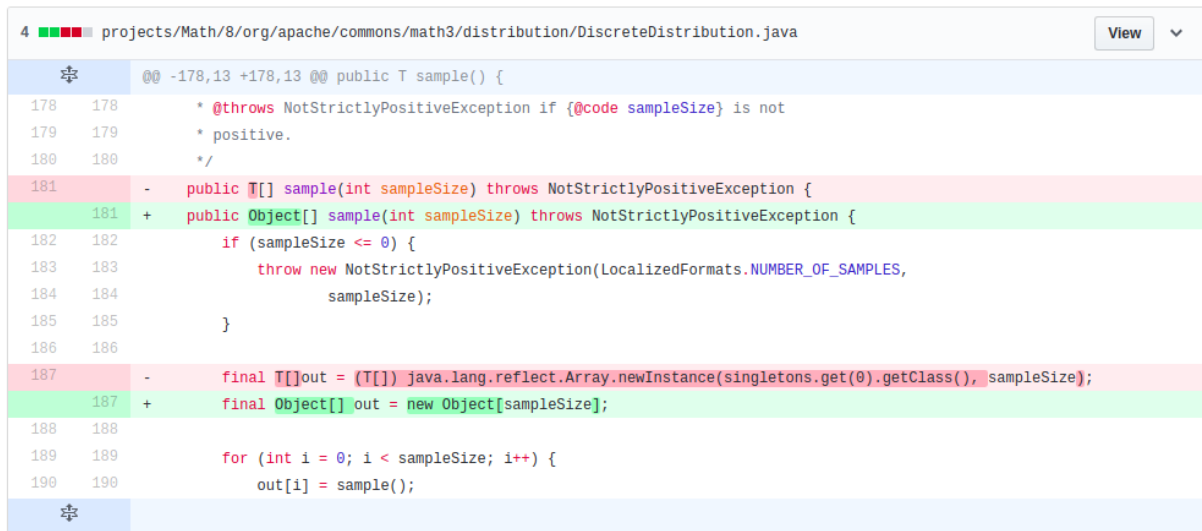 4 projects/Math/8/org/apache/commons/math3/distribution/DiscreteDistribution.java View
@@ -178,13 +178,13 @@ public T sample() {
178 178 * @throws NotStrictlyPositiveException if {@code sampleSize} is not
179 179 * positive.
180 180 */
181 - public T[] sample(int sampleSize) throws NotStrictlyPositiveException {
181 + public Object[] sample(int sampleSize) throws NotStrictlyPositiveException {
182 182 if (sampleSize <= 0) {
183 183 throw new NotStrictlyPositiveException(LocalizedFormats.NUMBER_OF_SAMPLES,
184 184 sampleSize);
185 185 }
186 186
187 - final T[]out = (T[]) java.lang.reflect.Array.newInstance(singletons.get(0).getClass(), sampleSize);
187 + final Object[] out = new Object[sampleSize];
188 188
189 189 for (int i = 0; i < sampleSize; i++) {
190 190 out[i] = sample();